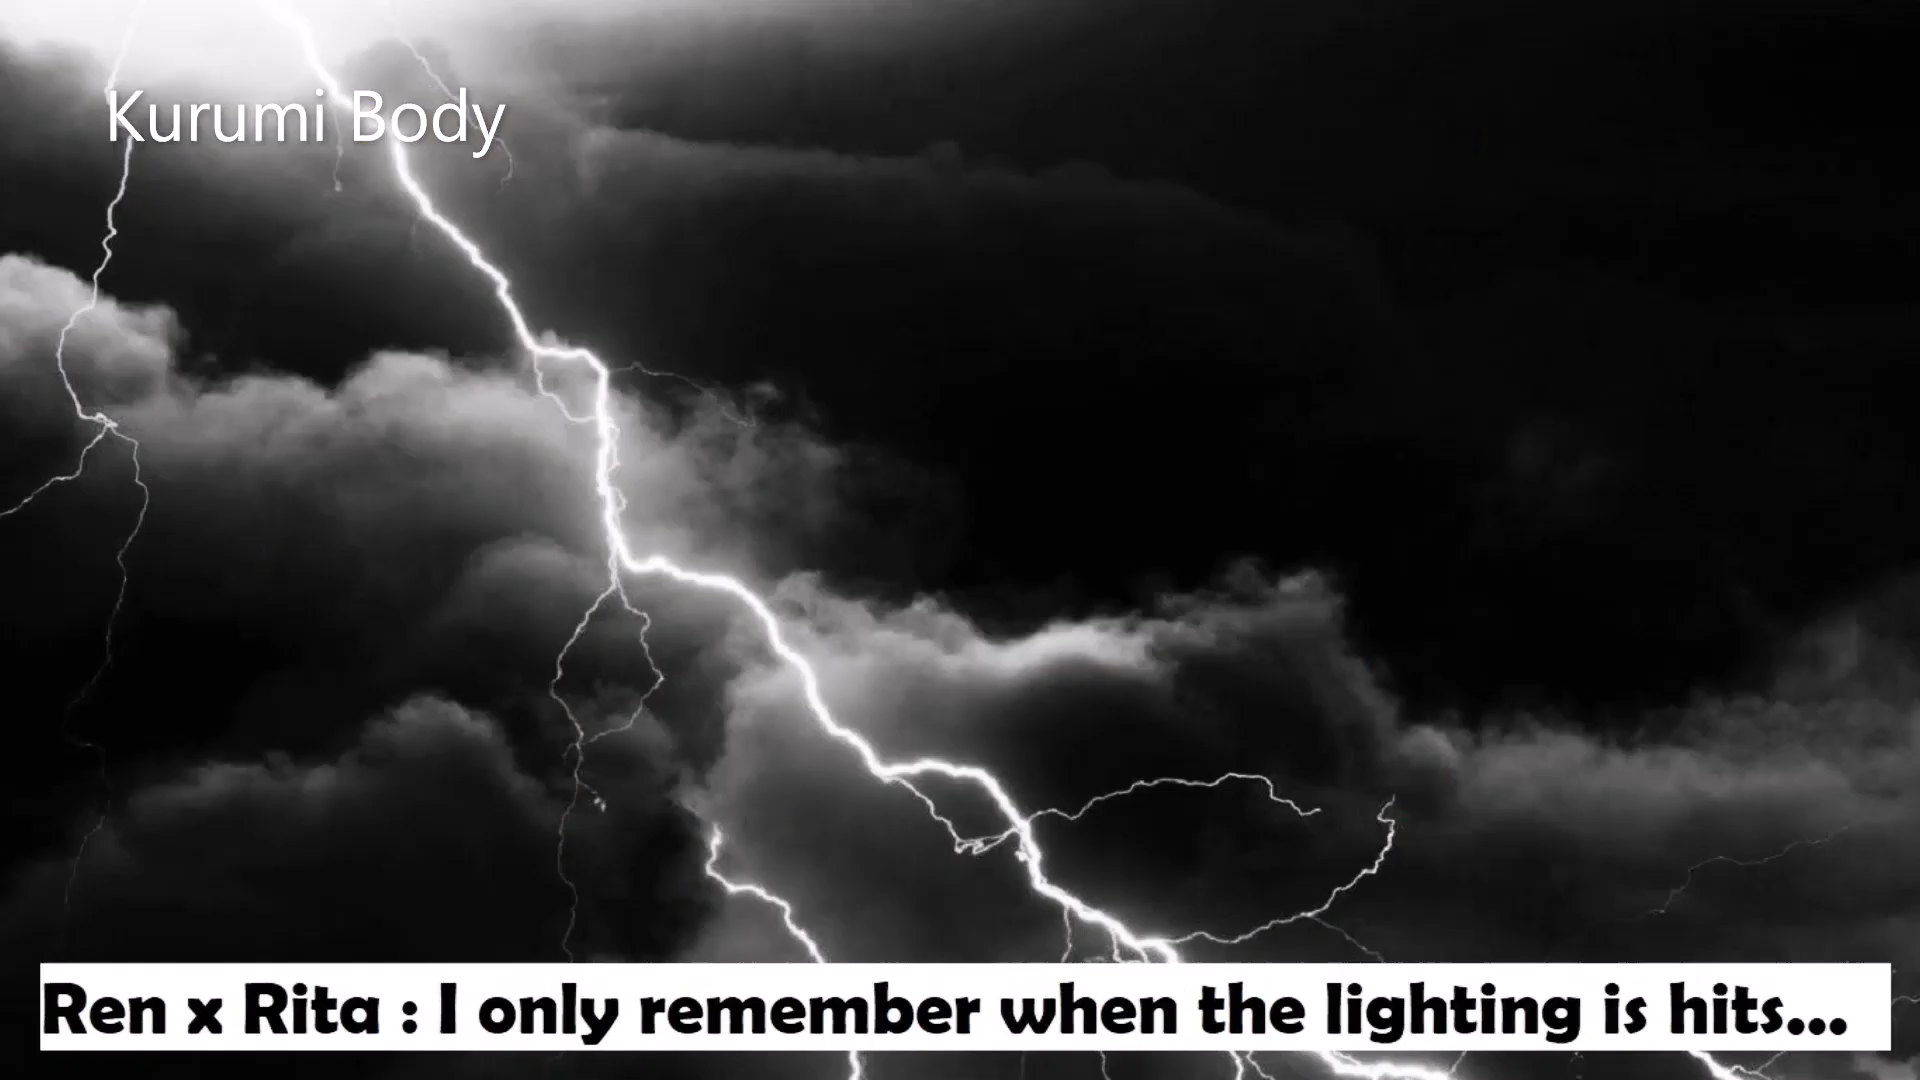 Kurumi Body
Ren x Rita : I only remember when the lighting is hits...